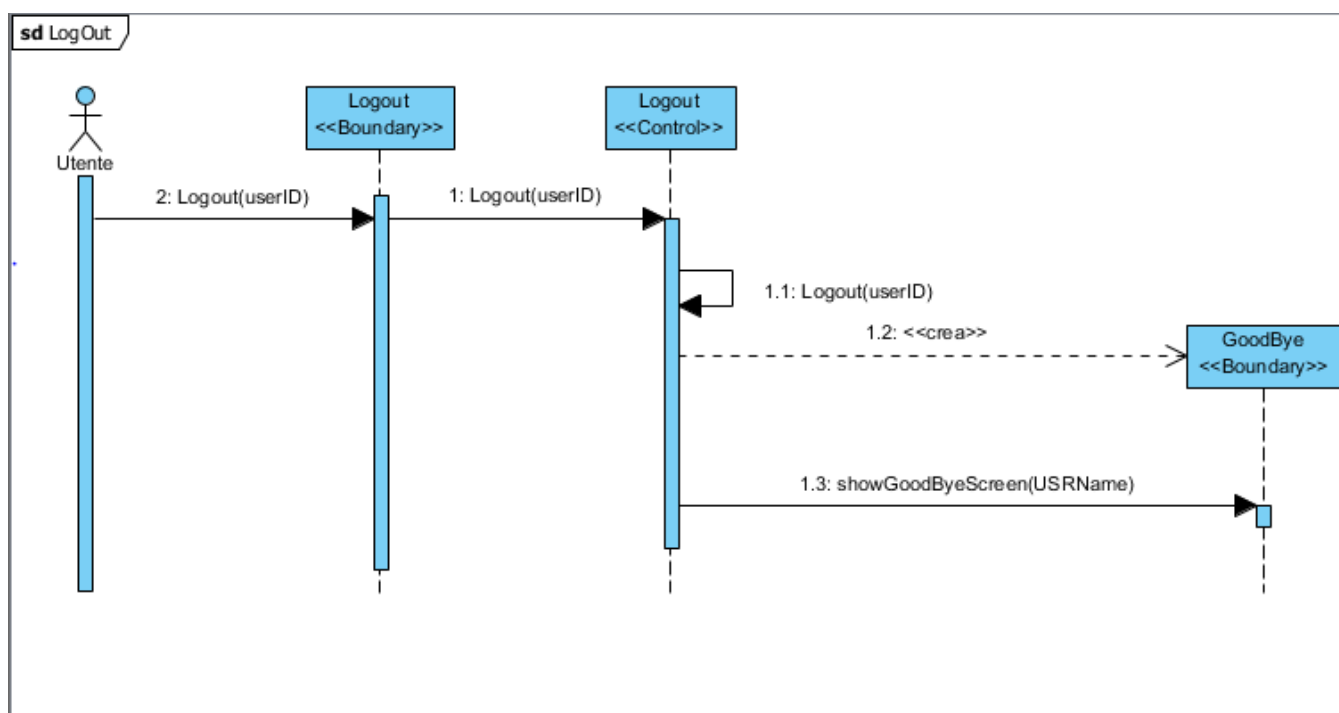 sd LogOut
Utente
Logout
<<Boundary>>
Logout
<<Control>>
2: Logout(userID)
1: Logout(userID)
1.1: Logout(userID)
1.2: <<crea>>
GoodBye
<<Boundary>>
1.3: showGoodByeScreen(USRName)